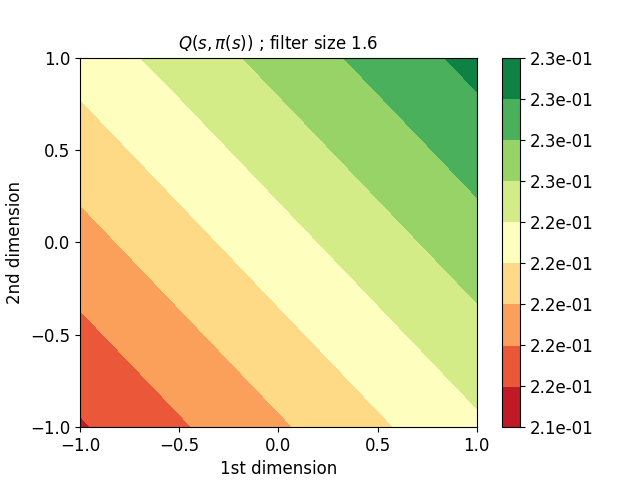 Q(s, π(s)) ; filter size 1.6
1.0
0.5
0.0
−0.5
−1.0
2nd dimension
−1.0 −0.5 0.0 0.5 1.0
1st dimension
2.3e-01
2.3e-01
2.3e-01
2.3e-01
2.2e-01
2.2e-01
2.2e-01
2.2e-01
2.2e-01
2.1e-01